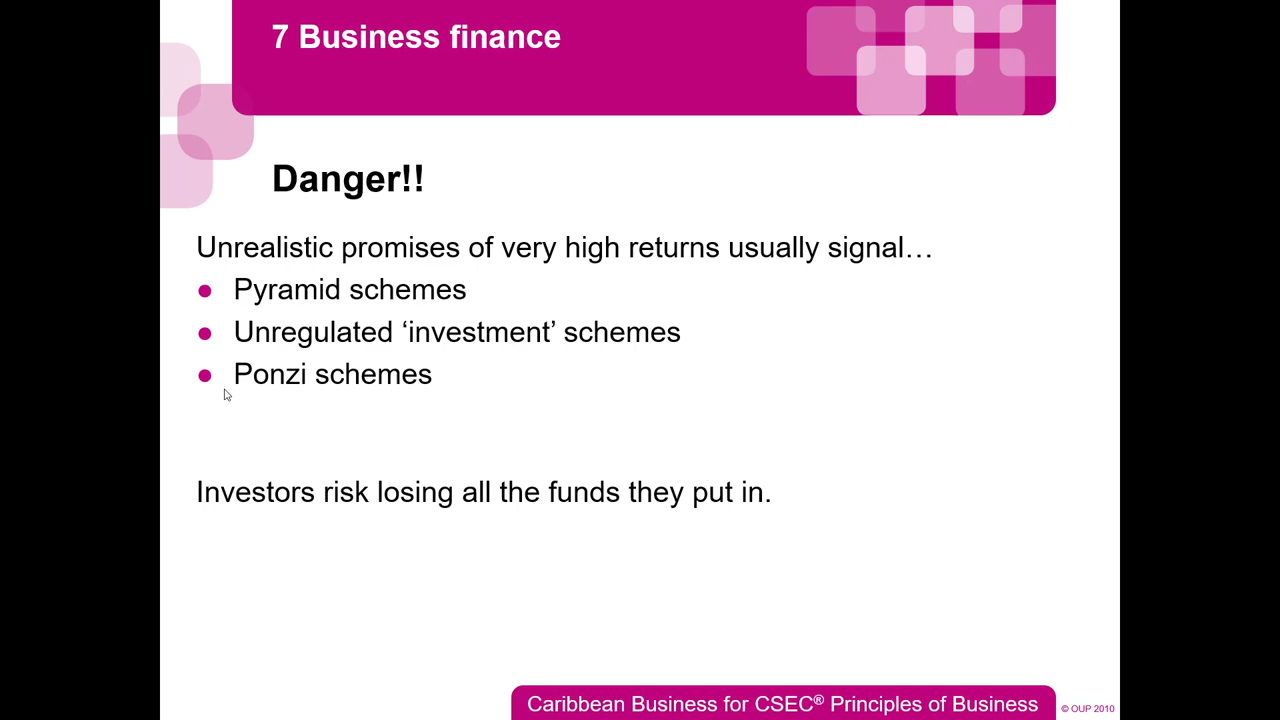 7 Business finance
Danger!!
Unrealistic promises of very high returns usually signal…
● Pyramid schemes
● Unregulated ‘investment’ schemes
● Ponzi schemes
Investors risk losing all the funds they put in.
Caribbean Business for CSEC® Principles of Business
© OUP 2010